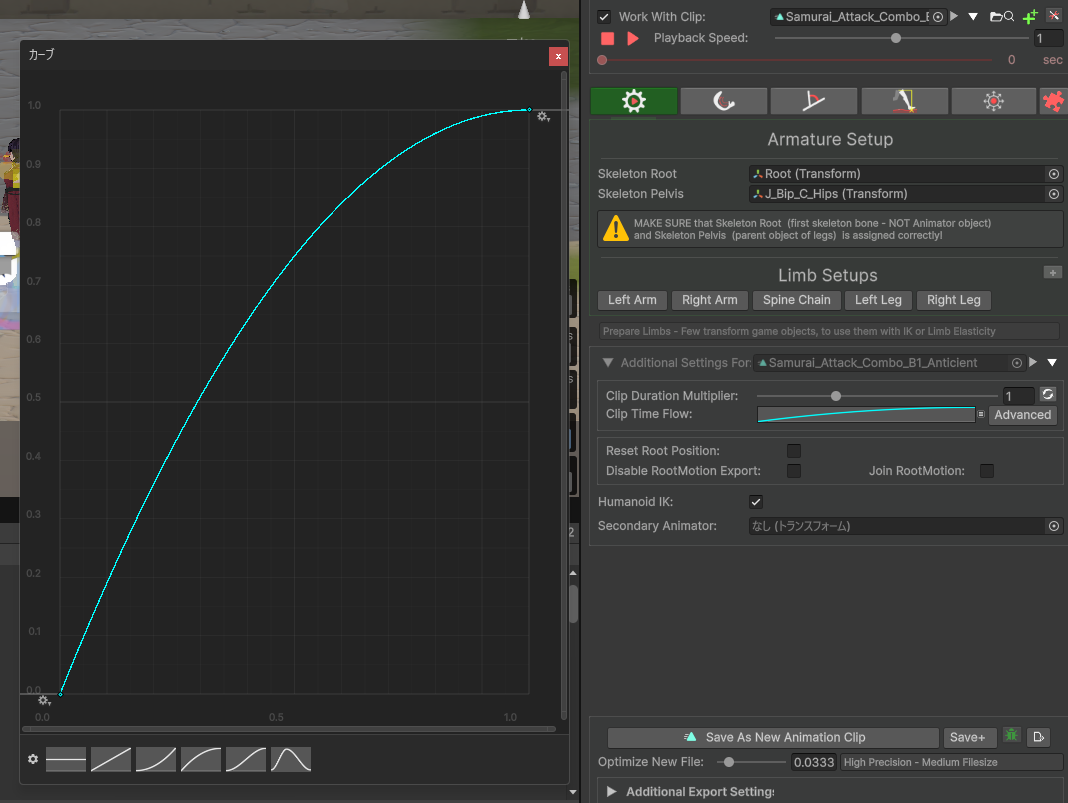 カーブ
x
1.0
0.9
0.8
0.7
0.6
0.5
0.4
0.3
0.2
0.1
0.0
0.0
0.5
1.0
Work With Clip:
Samurai_Attack_Combo_
Playback Speed:
1
0
sec
Armature Setup
Skeleton Root
Root (Transform)
Skeleton Pelvis
J_Bip_C_Hips (Transform)
MAKE SURE that Skeleton Root (first skeleton bone - NOT Animator object)
and Skeleton Pelvis (parent object of legs) is assigned correctly!
Limb Setups
+
Left Arm
Right Arm
Spine Chain
Left Leg
Right Leg
Prepare Limbs - Few transform game objects, to use them with IK or Limb Elasticity
Additional Settings For:
Samurai_Attack_Combo_B1_Anticient
Clip Duration Multiplier:
1
Clip Time Flow:
Advanced
Reset Root Position:
Disable RootMotion Export:
Join RootMotion:
Humanoid IK:
Secondary Animator:
なし (トランスフォーム)
Save As New Animation Clip
Save+
Optimize New File:
0.0333
High Precision - Medium Filesize
Additional Export Settings